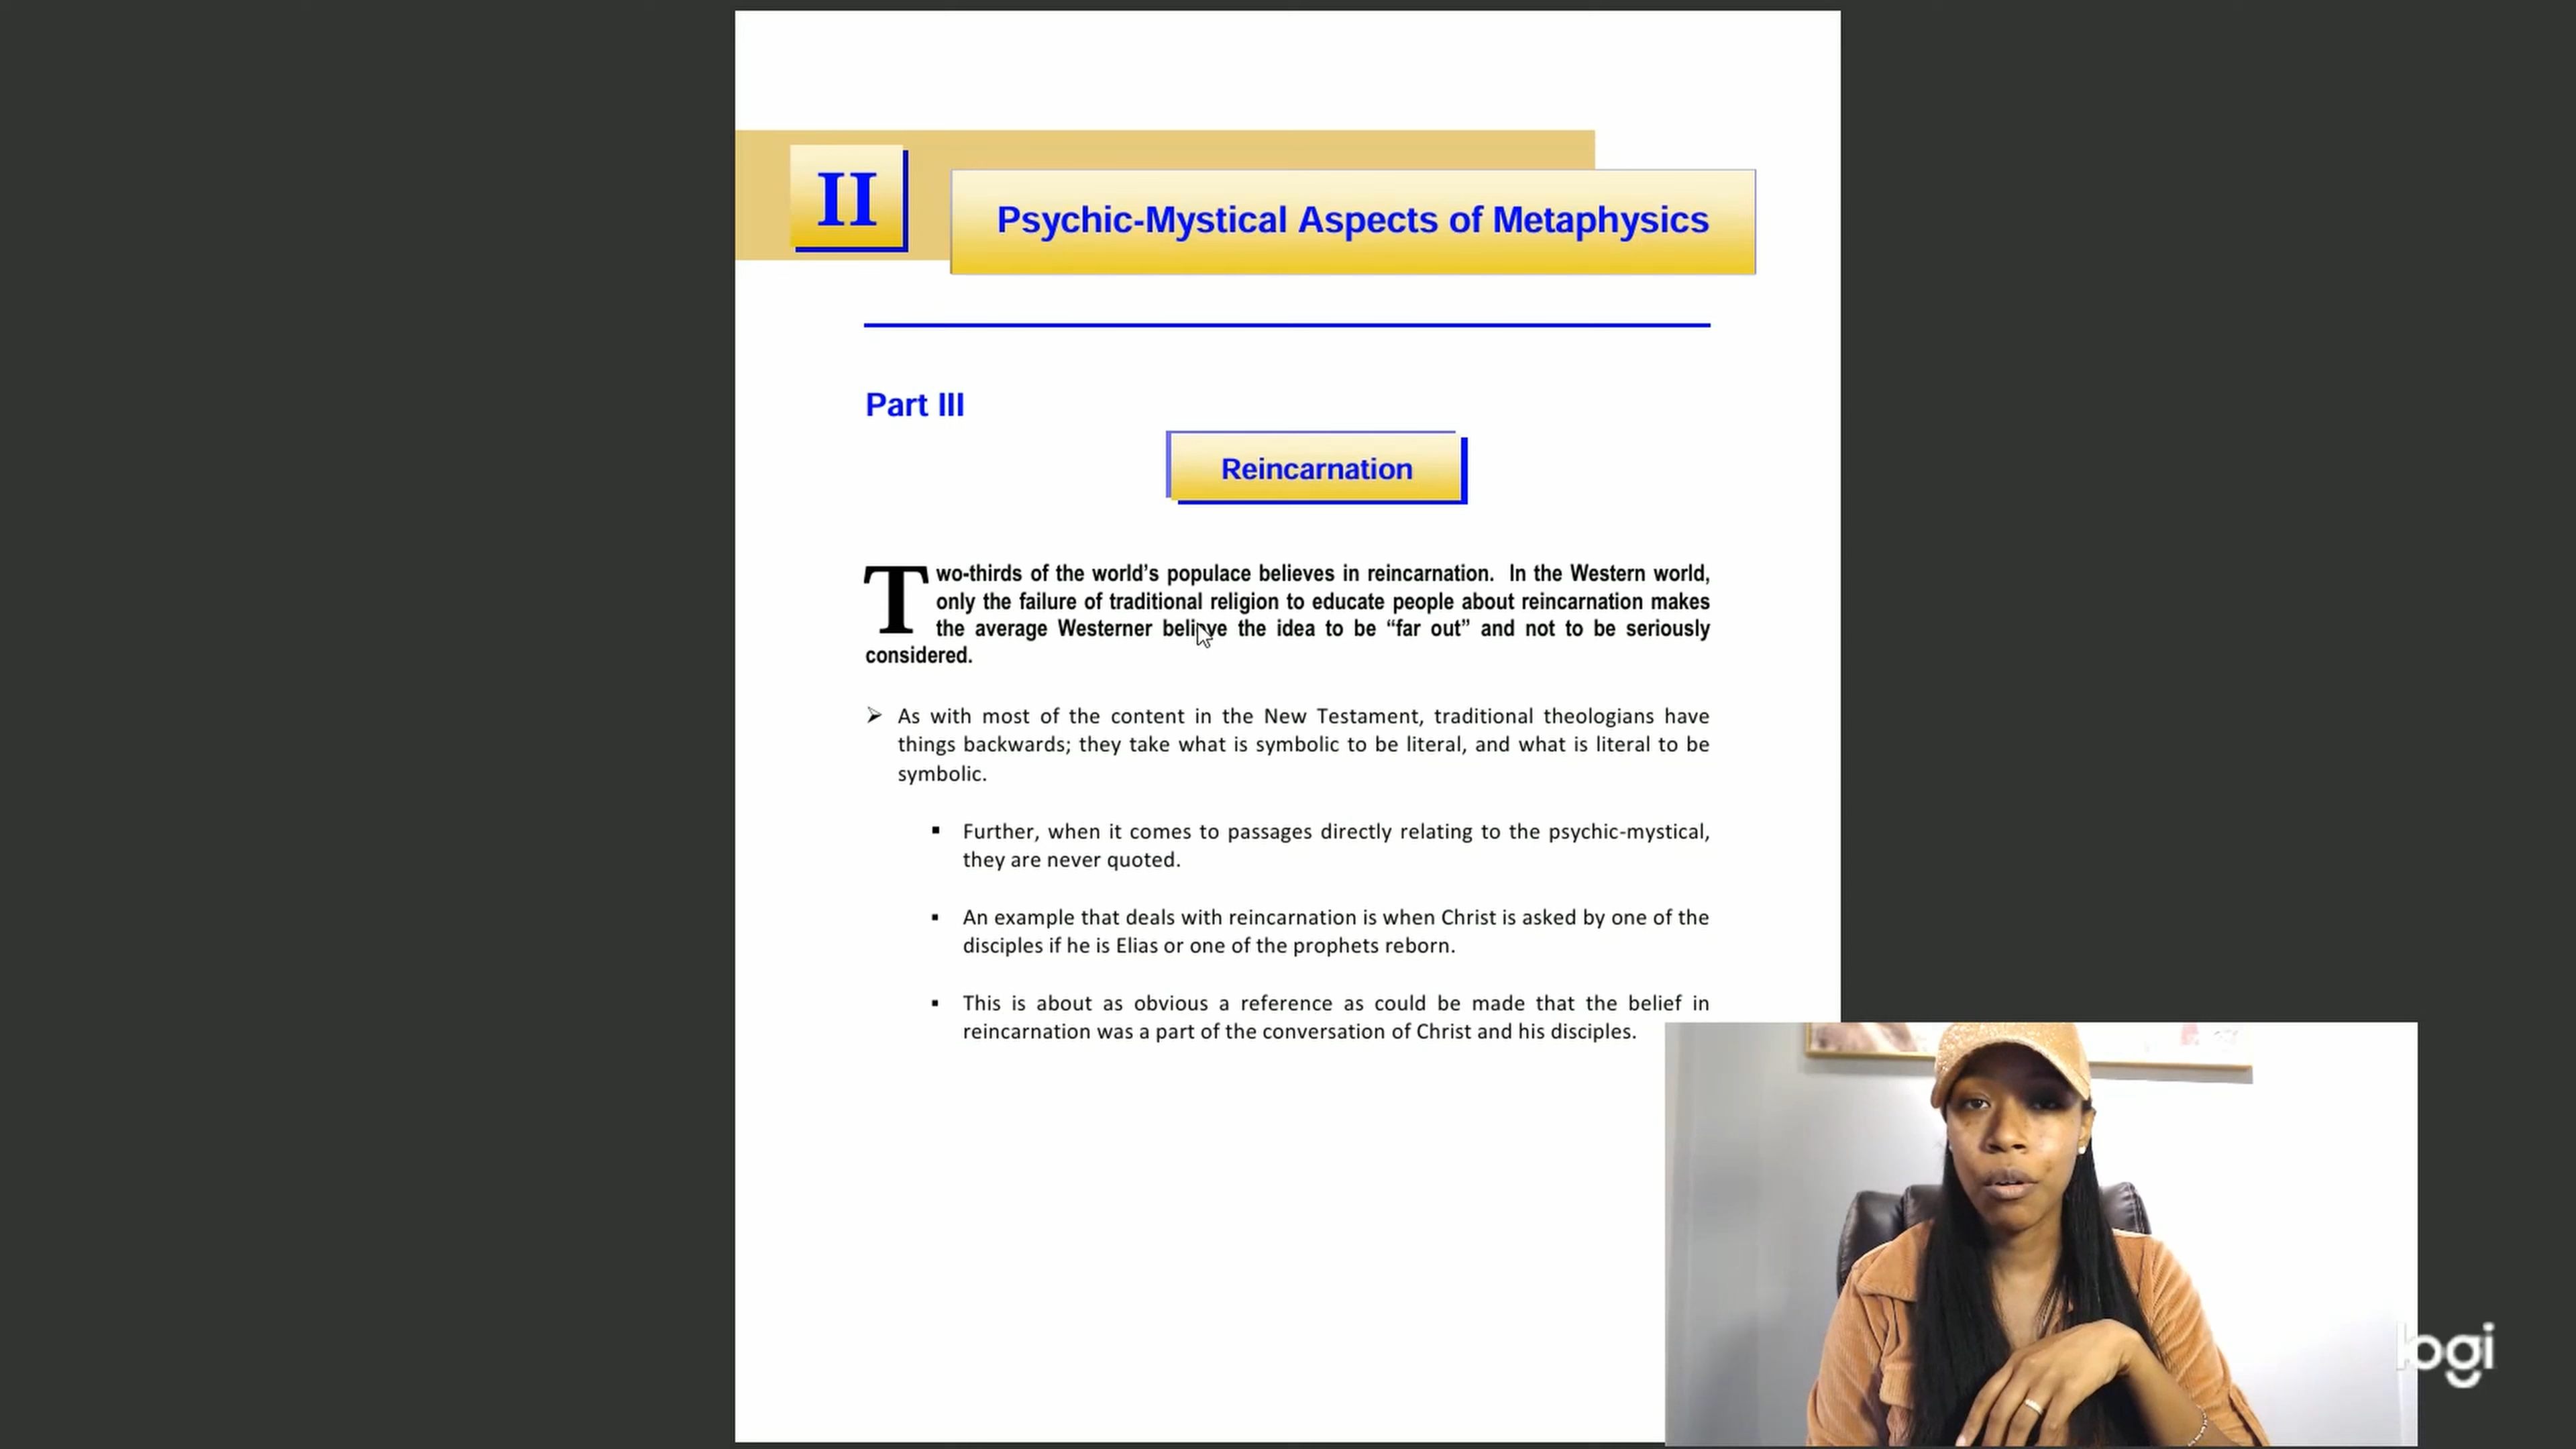 II
Psychic-Mystical Aspects of Metaphysics
Part III
Reincarnation
Two-thirds of the world’s populace believes in reincarnation. In the Western world,
only the failure of traditional religion to educate people about reincarnation makes
the average Westerner believe the idea to be “far out” and not to be seriously
considered.
➢ As with most of the content in the New Testament, traditional theologians have
things backwards; they take what is symbolic to be literal, and what is literal to be
symbolic.
▪ Further, when it comes to passages directly relating to the psychic-mystical,
they are never quoted.
▪ An example that deals with reincarnation is when Christ is asked by one of the
disciples if he is Elias or one of the prophets reborn.
▪ This is about as obvious a reference as could be made that the belief in
reincarnation was a part of the conversation of Christ and his disciples.
logi